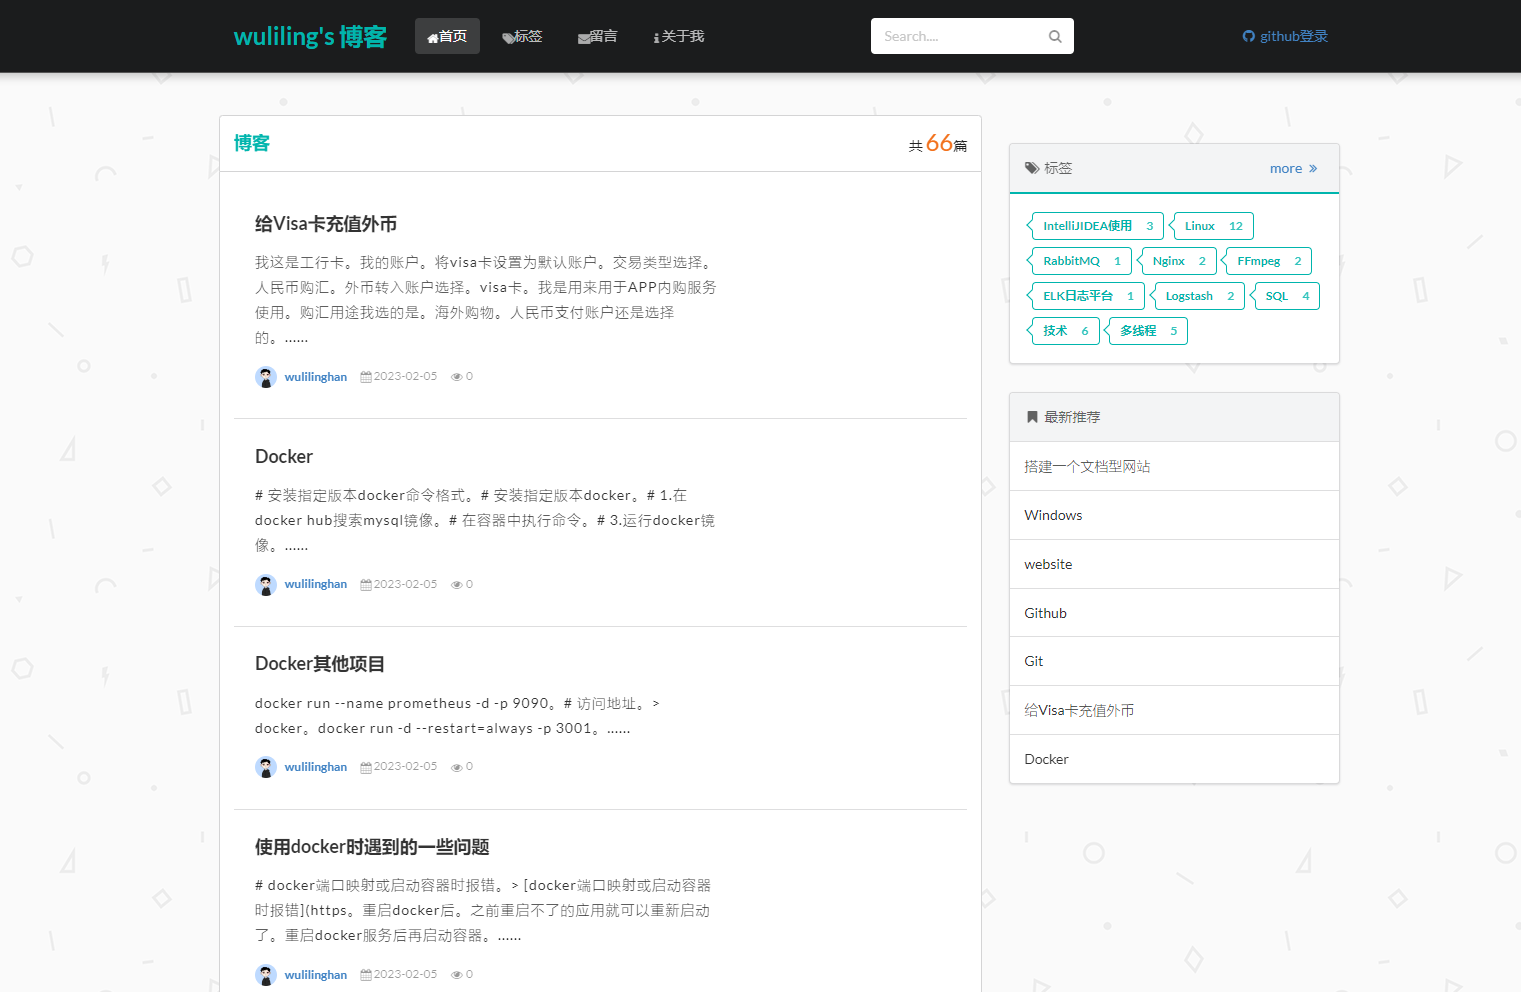 wuliling's 博客
首页
标签
留言
关于我
Search....
github登录
博客
共66篇
给Visa卡充值外币
我这是工行卡。我的账户。将visa卡设置为默认账户。交易类型选择。
人民币购汇。外币转入账户选择。visa卡。我是用来用于APP内购服务
使用。购汇用途我选的是。海外购物。人民币支付账户还是选择
的。......
wulilinghan 2023-02-05 0
Docker
# 安装指定版本docker命令格式。# 安装指定版本docker。# 1.在
docker hub搜索mysql镜像。# 在容器中执行命令。# 3.运行docker镜
像。......
wulilinghan 2023-02-05 0
Docker其他项目
docker run --name prometheus -d -p 9090。# 访问地址。>
docker。docker run -d --restart=always -p 3001。......
wulilinghan 2023-02-05 0
使用docker时遇到的一些问题
# docker端口映射或启动容器时报错。> [docker端口映射或启动容器
时报错](https。重启docker后。之前重启不了的应用就可以重新启动
了。重启docker服务后再启动容器。......
wulilinghan 2023-02-05 0
标签 more
IntelliJIDEA使用 3 Linux 12
RabbitMQ 1 Nginx 2 FFmpeg 2
ELK日志平台 1 Logstash 2 SQL 4
技术 6 多线程 5
最新推荐
搭建一个文档型网站
Windows
website
Github
Git
给Visa卡充值外币
Docker